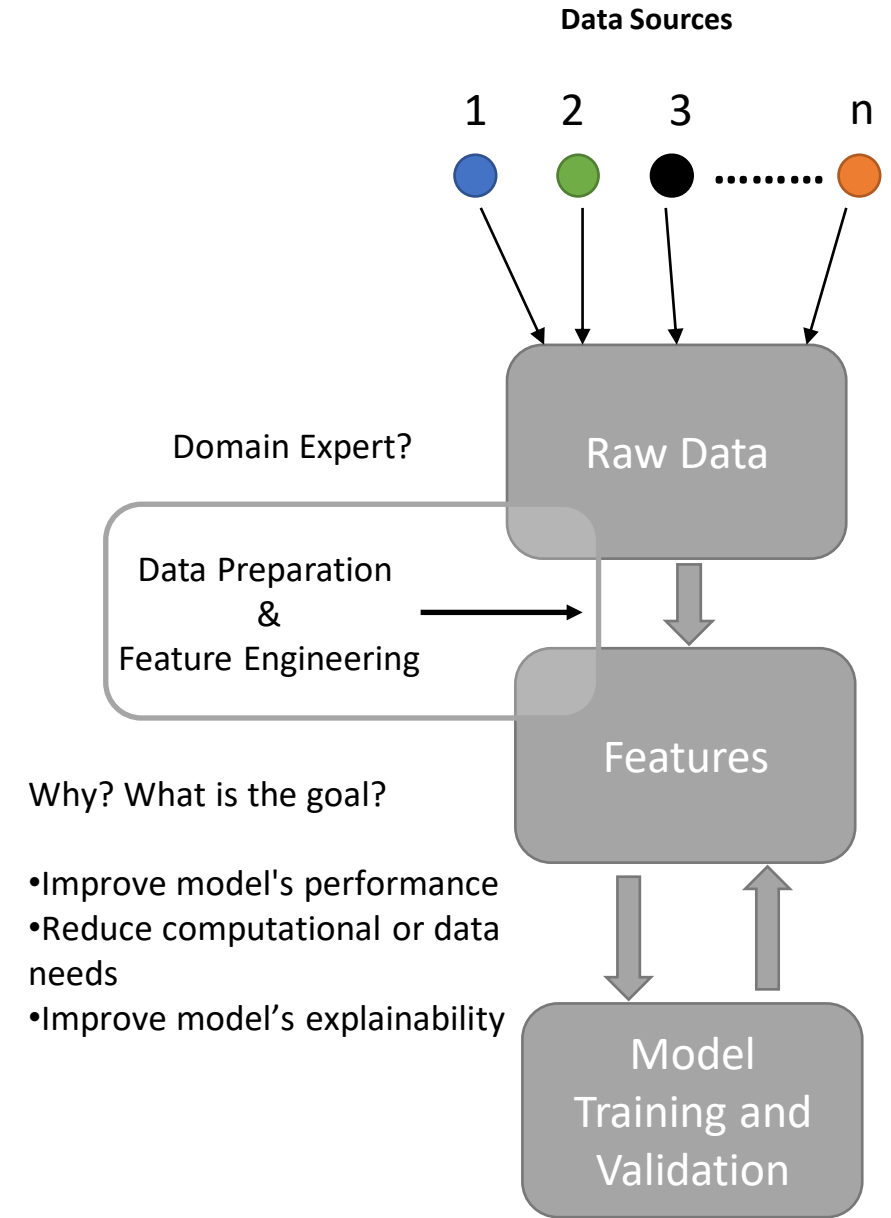 Data Sources
1 2 3 ......... n
Raw Data
Domain Expert?
Data Preparation
&
Feature Engineering
Features
Why? What is the goal?
•Improve model's performance
•Reduce computational or data
needs
•Improve model’s explainability
Model
Training and
Validation